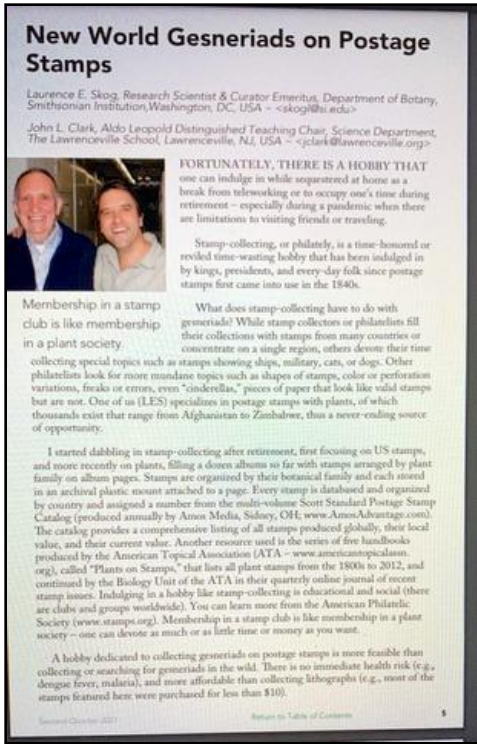 New World Gesneriads on Postage
Stamps
Laurence E. Skog, Research Scientist & Curator Emeritus, Department of Botany,
Smithsonian Institution,Washington, DC, USA ~ <skogl@si.edu>
John L. Clark, Aldo Leopold Distinguished Teaching Chair, Science Department,
The Lawrenceville School, Lawrenceville, NJ, USA ~ <jclark@lawrenceville.org>
FORTUNATELY, THERE IS A HOBBY THAT
one can indulge in while sequestered at home as a
break from teleworking or to occupy one's time during
retirement – especially during a pandemic when there
are limitations to visiting friends or traveling.
Stamp-collecting, or philately, is a time-honored or
reviled time-wasting hobby that has been indulged in
by kings, presidents, and every-day folk since postage
stamps first came into use in the 1840s.
Membership in a stamp
club is like membership
in a plant society.
What does stamp-collecting have to do with
gesneriads? While stamp collectors or philatelists fill
their collections with stamps from many countries or
concentrate on a single region, others devote their time
collecting special topics such as stamps showing ships, military, cats, or dogs. Other
philatelists look for more mundane topics such as shapes of stamps, color or perforation
variations, freaks or errors, even "cinderellas," pieces of paper that look like valid stamps
but are not. One of us (LES) specializes in postage stamps with plants, of which
thousands exist that range from Afghanistan to Zimbabwe, thus a never-ending source
of opportunity.
I started dabbling in stamp-collecting after retirement, first focusing on US stamps,
and more recently on plants, filling a dozen albums so far with stamps arranged by plant
family on album pages. Stamps are organized by their botanical family and each stored
in an archival plastic mount attached to a page. Every stamp is databased and organized
by country and assigned a number from the multi-volume Scott Standard Postage Stamp
Catalog (produced annually by Amos Media, Sidney, OH; www.AmosAdvantage.com).
The catalog provides a comprehensive listing of all stamps produced globally, their local
value, and their current value. Another resource used is the series of five handbooks
produced by the American Topical Association (ATA – www.americantopicalassn.
org), called "Plants on Stamps," that lists all plant stamps from the 1800s to 2012, and
continued by the Biology Unit of the ATA in their quarterly online journal of recent
stamp issues. Indulging in a hobby like stamp-collecting is educational and social (there
are clubs and groups worldwide). You can learn more from the American Philatelic
Society (www.stamps.org). Membership in a stamp club is like membership in a plant
society – one can devote as much or as little time or money as you want.
A hobby dedicated to collecting gesneriads on postage stamps is more feasible than
collecting or searching for gesneriads in the wild. There is no immediate health risk (e.g.,
dengue fever, malaria), and more affordable than collecting lithographs (e.g., most of the
stamps featured here were purchased for less than $10).
Second Quarter 2021
Return to Table of Contents
5